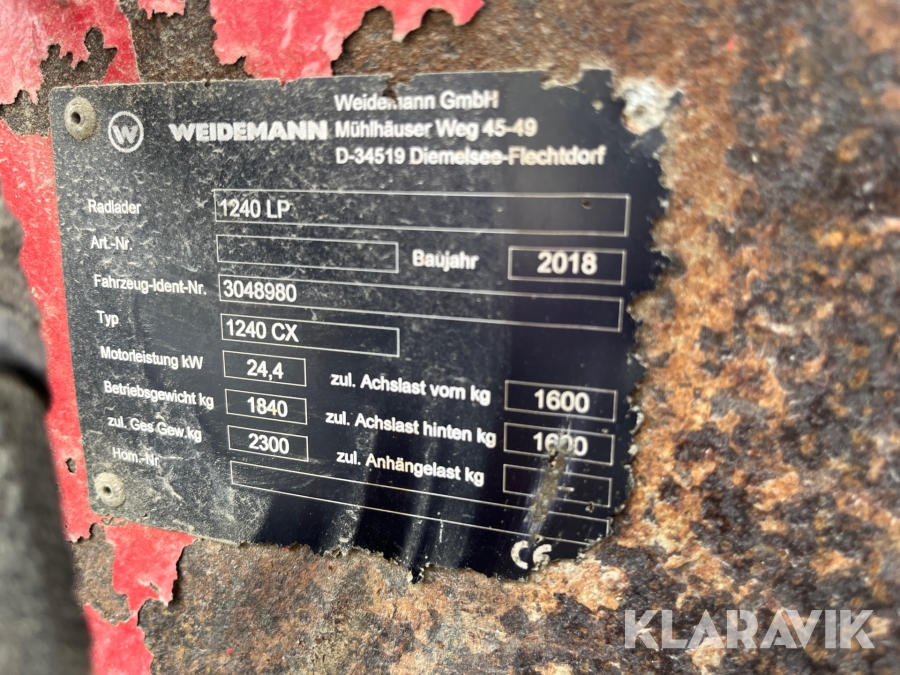 Weidemann GmbH
W WEIDEMANN Mühlhäuser Weg 45-49
D-34519 Diemelsee-Flechtdorf
Radlader 1240 LP
Art.-Nr. Baujahr 2018
Fahrzeug-Ident-Nr. 3048980
Typ 1240 CX
Motorleistung kW 24,4 zul. Achslast vorn kg 1600
Betriebsgewicht kg 1840 zul. Achslast hinten kg 1600
zul. Ges Gew.kg 2300 zul. Anhängelast kg -
Hom.-Nr.
CE
KLARAVIK